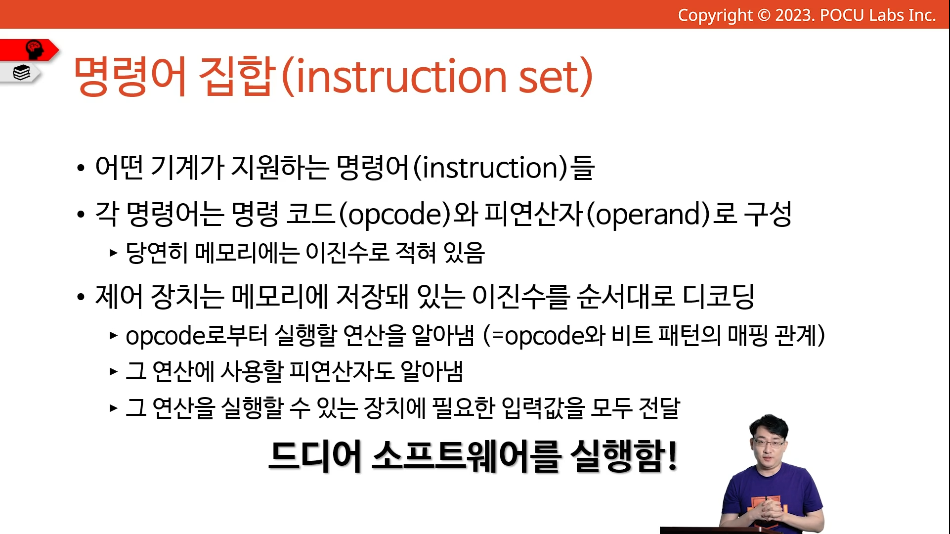 Copyright © 2023. POCU Labs Inc.
명령어 집합(instruction set)
• 어떤 기계가 지원하는 명령어(instruction)들
• 각 명령어는 명령 코드(opcode)와 피연산자(operand)로 구성
▸ 당연히 메모리에는 이진수로 적혀 있음
• 제어 장치는 메모리에 저장돼 있는 이진수를 순서대로 디코딩
▸ opcode로부터 실행할 연산을 알아냄 (=opcode와 비트 패턴의 매핑 관계)
▸ 그 연산에 사용할 피연산자도 알아냄
▸ 그 연산을 실행할 수 있는 장치에 필요한 입력값을 모두 전달
드디어 소프트웨어를 실행함!